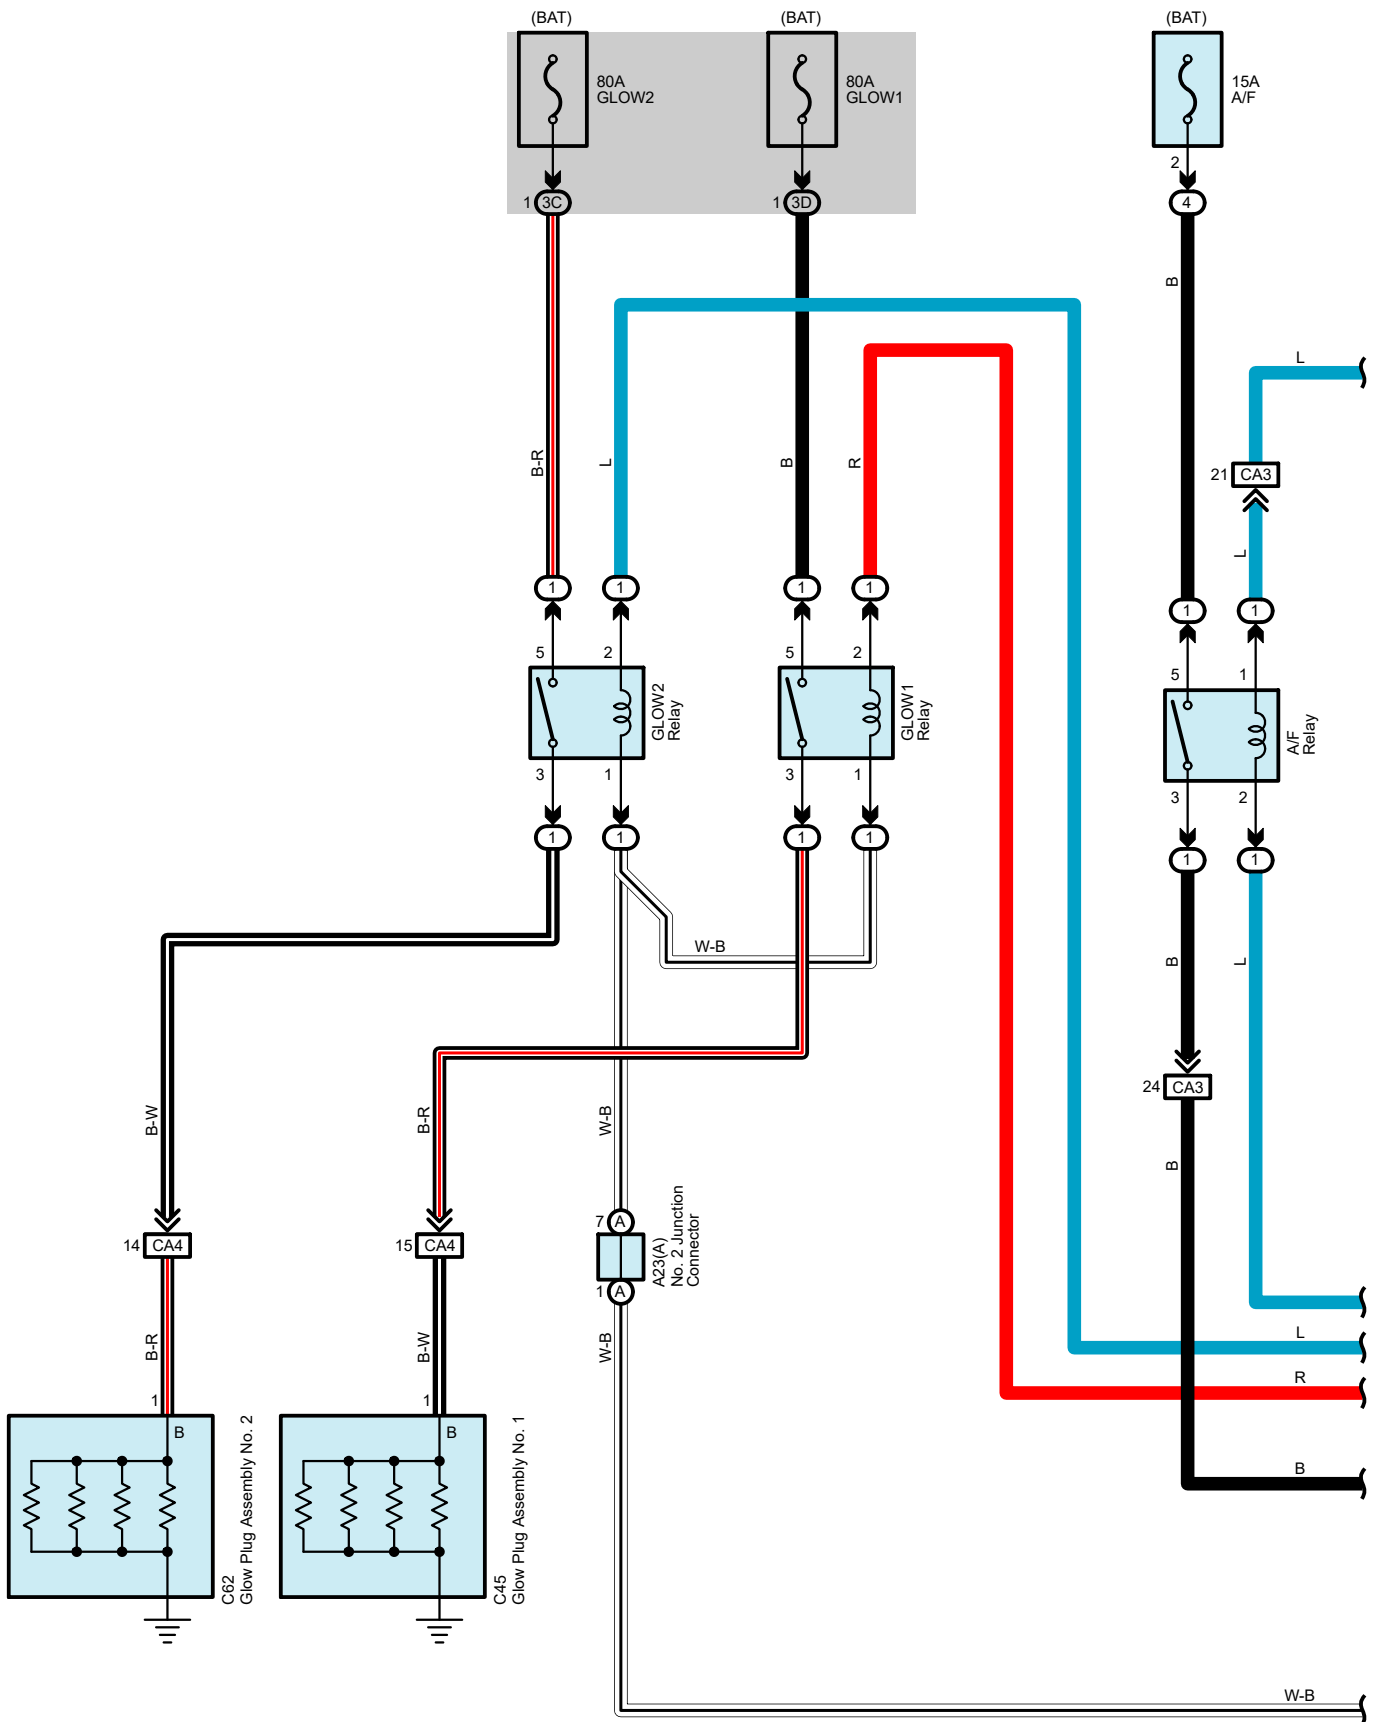 (BAT)
(BAT)
(BAT)
80A
GLOW2
80A
GLOW1
15A
A/F
2
1
3C
1
3D
4
B
L
B-R
L
B
R
21
CA3
L
1
1
1
1
1
1
5
2
5
2
5
1
GLOW2
Relay
GLOW1
Relay
A/F
Relay
3
1
3
1
3
2
1
1
1
1
1
1
W-B
B
L
24
CA3
B-W
B-R
W-B
B
7
A
14
CA4
15
CA4
A23(A)
No. 2 Junction
Connector
1
A
B-R
B-W
W-B
L
R
1
B
1
B
B
C62
Glow Plug Assembly No. 2
C45
Glow Plug Assembly No. 1
W-B